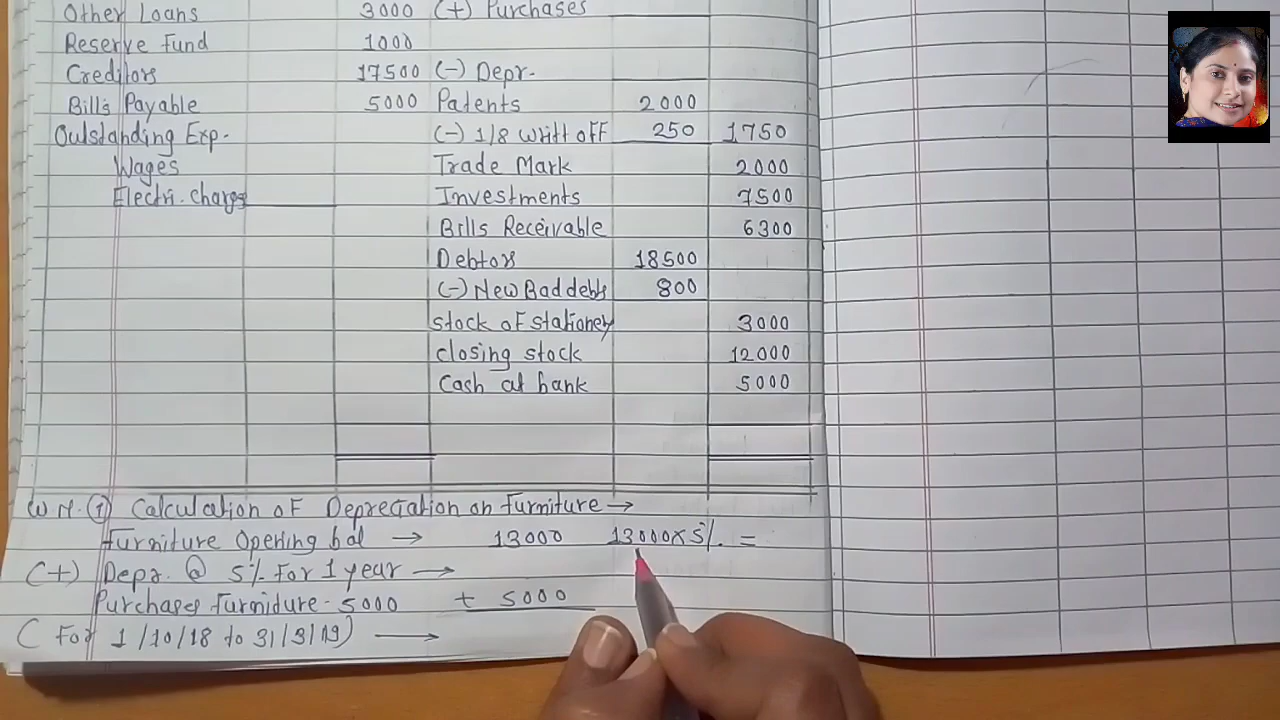 Other Loans 3000 (+) Purchases
Reserve Fund 1000
Creditors 17500 (-) Depr.
Bills Payable 5000 Patents 2000
Outstanding Exp. (-) 1/8 Writt off 250 1750
Wages Trade Mark 2000
Electri. charges Investments 7500
Bills Receivable 6300
Debtors 18500
(-) New Bad debts 800
stock of stationery 3000
closing stock 12000
Cash at bank 5000
W.N. (1) Calculation of Depreciation on Furniture →
Furniture Opening bal → 13000 13000x5%. =
(+) Depr. @ 5% For 1 year →
Purchases Furniture - 5000 + 5000
( For 1/10/18 to 31/3/19) →